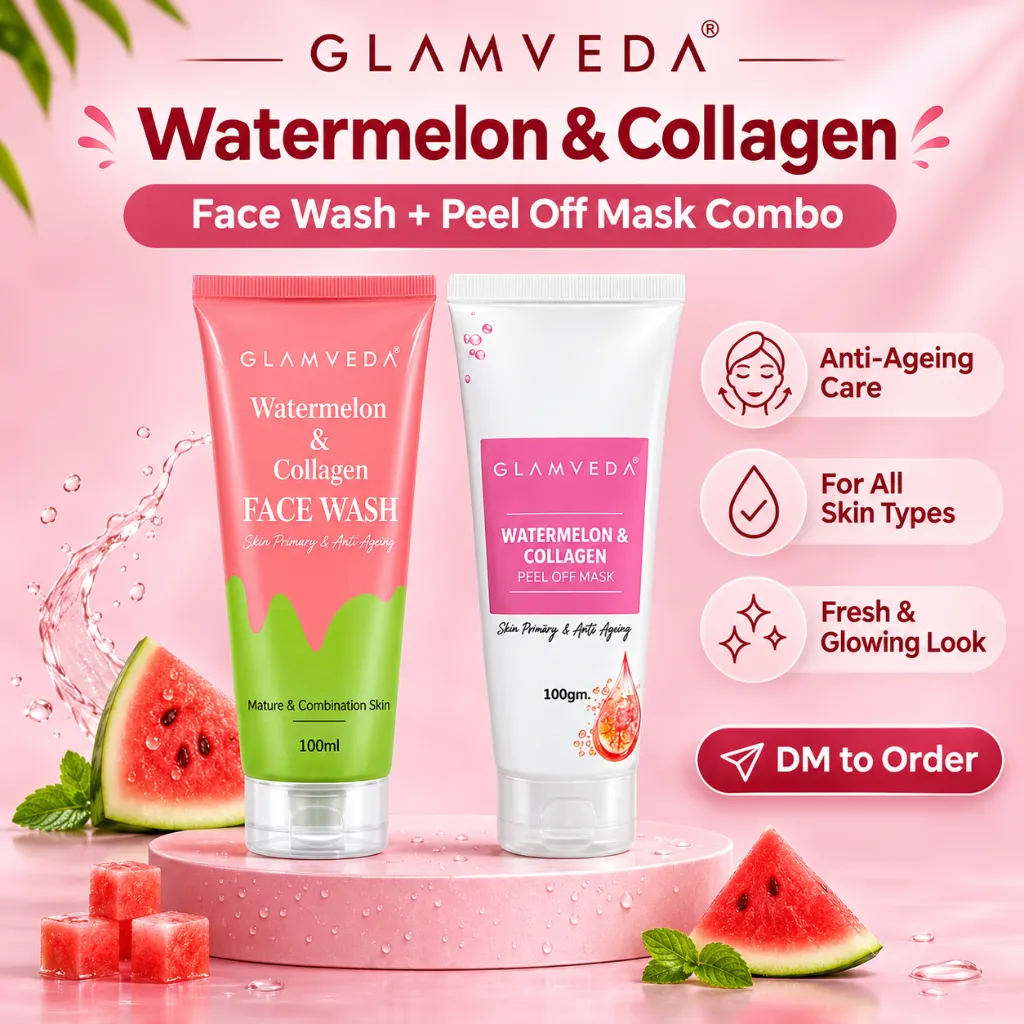 GLAMVEDA®
Watermelon & Collagen
Face Wash + Peel Off Mask Combo
GLAMVEDA®
Watermelon
&
Collagen
FACE WASH
Skin Primary & Anti Ageing
Mature & Combination Skin
100ml
GLAMVEDA®
WATERMELON &
COLLAGEN
PEEL OFF MASK
Skin Primäry & Anti Ageing
100gm.
Anti-Ageing
Care
For All
Skin Types
Fresh &
Glowing Look
DM to Order